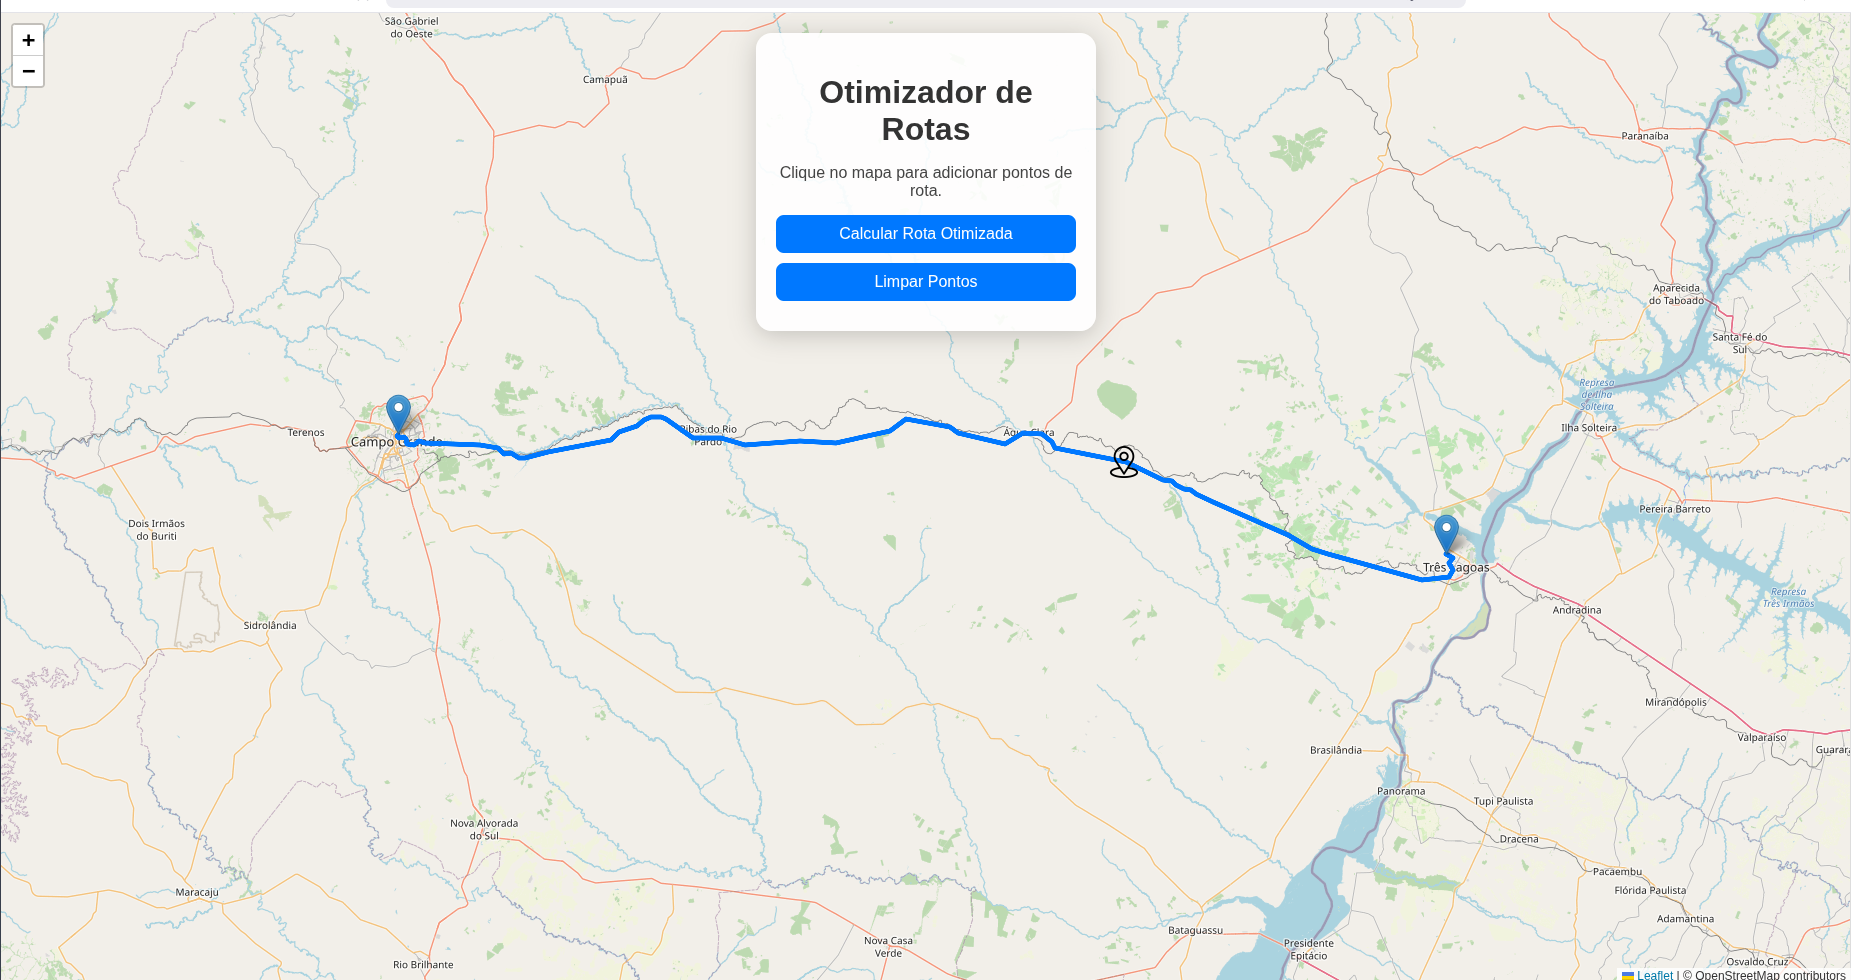 São Gabriel
do Oeste
+
−
Camapuã
Otimizador de
Rotas
Clique no mapa para adicionar pontos de
rota.
Calcular Rota Otimizada
Limpar Pontos
Paranaíba
Aparecida
do Taboado
Santa Fé do
Sul
Represa
de Ilha
Solteira
Ilha Solteira
Terenos
Campo Grande
Ribas do Rio
Pardo
Água Clara
Pereira Barreto
Dois Irmãos
do Buriti
Três Lagoas
Represa
Três Irmãos
Andradina
Sidrolândia
Mirandópolis
Valparaíso
Guarara
Brasilândia
Panorama
Tupi Paulista
Dracena
Nova Alvorada
do Sul
Pacaembu
Flórida Paulista
Maracaju
Adamantina
Bataguassu
Nova Casa
Verde
Presidente
Epitácio
Rio Brilhante
Osvaldo Cruz
Leaflet | © OpenStreetMap contributors